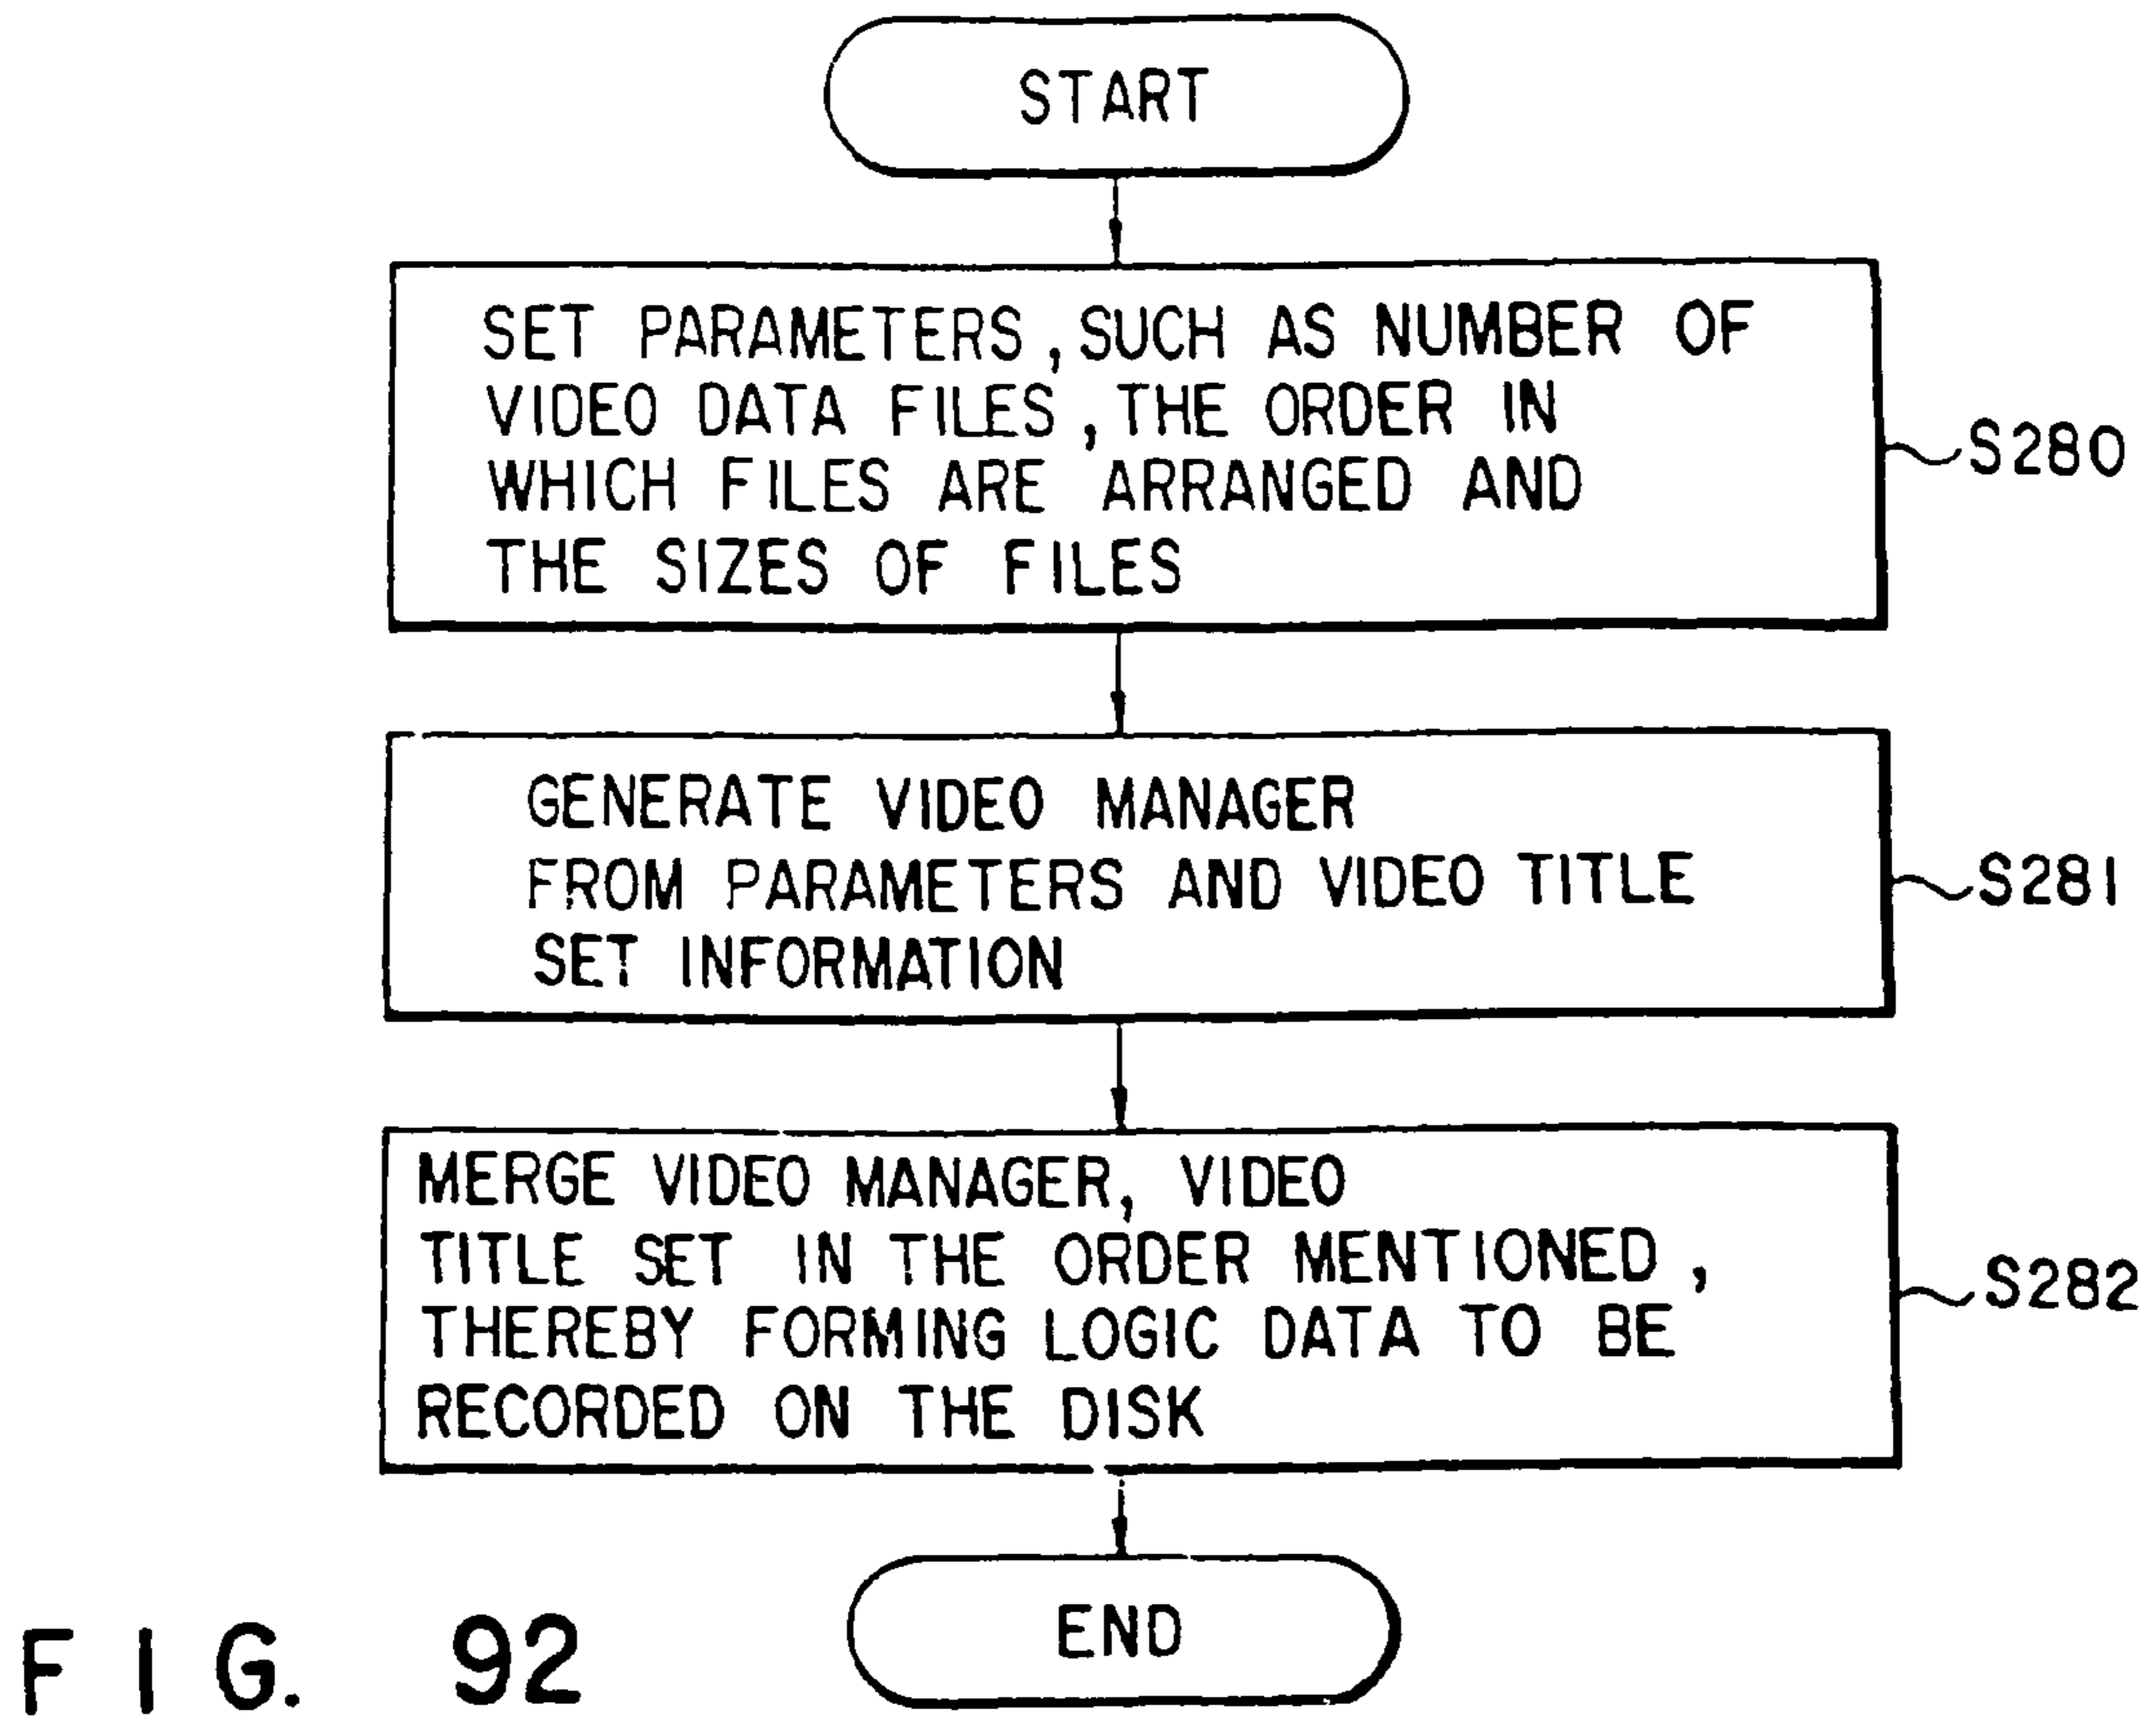 START
SET PARAMETERS, SUCH AS NUMBER OF
VIDEO DATA FILES, THE ORDER IN
WHICH FILES ARE ARRANGED AND
THE SIZES OF FILES
S280
GENERATE VIDEO MANAGER
FROM PARAMETERS AND VIDEO TITLE
SET INFORMATION
S281
MERGE VIDEO MANAGER, VIDEO
TITLE SET IN THE ORDER MENTIONED,
THEREBY FORMING LOGIC DATA TO BE
RECORDED ON THE DISK
S282
END
FIG. 92